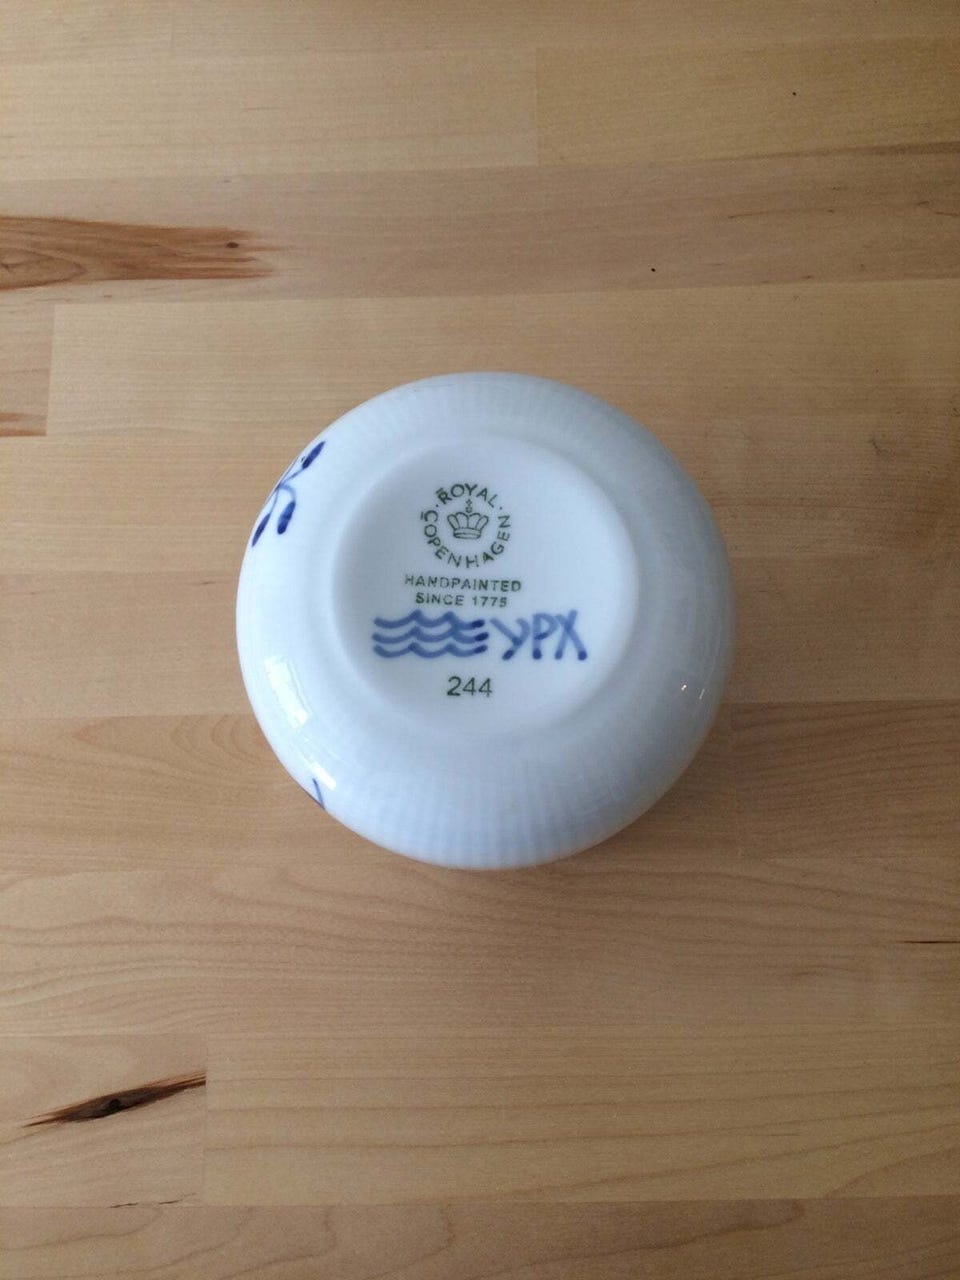 ROYAL COPENHAGEN
HANDPAINTED
SINCE 1775
YPX
244